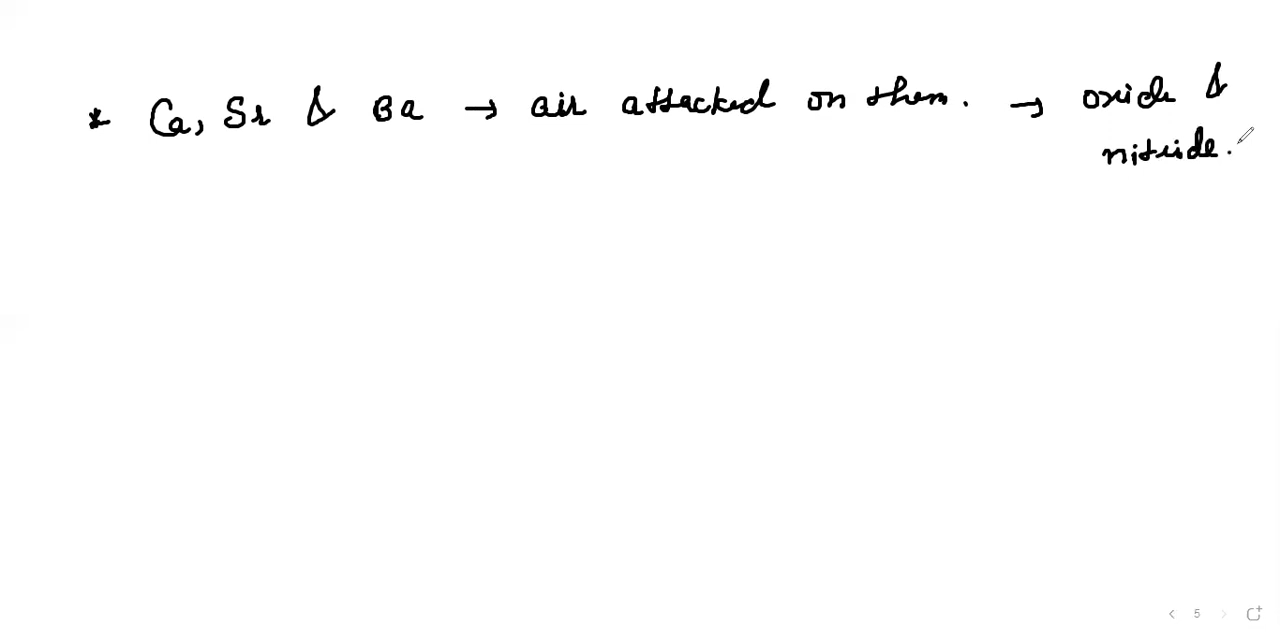 * Ca, Sr & Ba → air attacked on them. → oxide &
nitride.
5